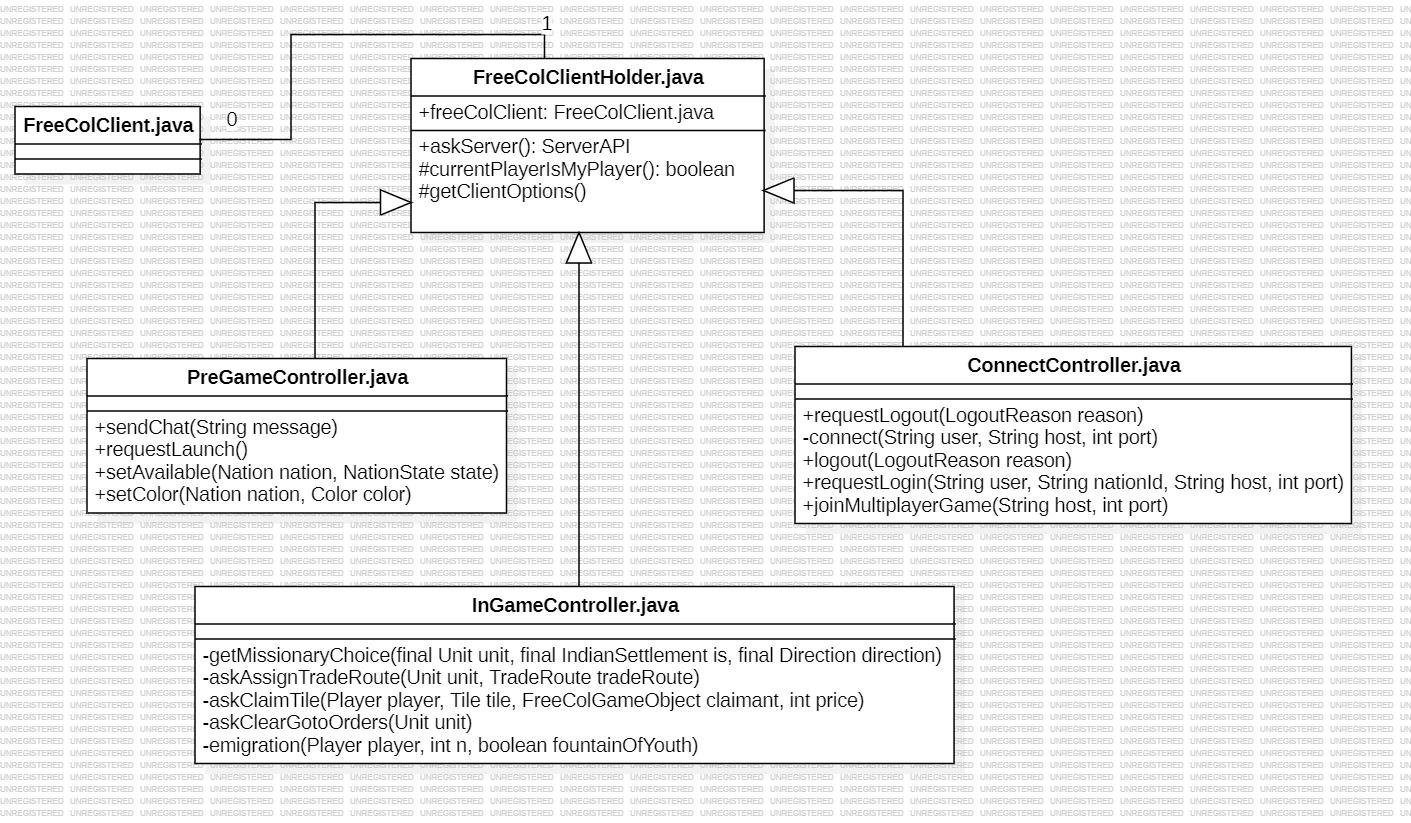 1
FreeColClientHolder.java
+freeColClient: FreeColClient.java
+askServer(): ServerAPI
#currentPlayerIsMyPlayer(): boolean
#getClientOptions()
FreeColClient.java
0
PreGameController.java
+sendChat(String message)
+requestLaunch()
+setAvailable(Nation nation, NationState state)
+setColor(Nation nation, Color color)
ConnectController.java
+requestLogout(LogoutReason reason)
-connect(String user, String host, int port)
+logout(LogoutReason reason)
+requestLogin(String user, String nationId, String host, int port)
+joinMultiplayerGame(String host, int port)
InGameController.java
-getMissionaryChoice(final Unit unit, final IndianSettlement is, final Direction direction)
-askAssignTradeRoute(Unit unit, TradeRoute tradeRoute)
-askClaimTile(Player player, Tile tile, FreeColGameObject claimant, int price)
-askClearGotoOrders(Unit unit)
-emigration(Player player, int n, boolean fountainOfYouth)
UNREGISTERED